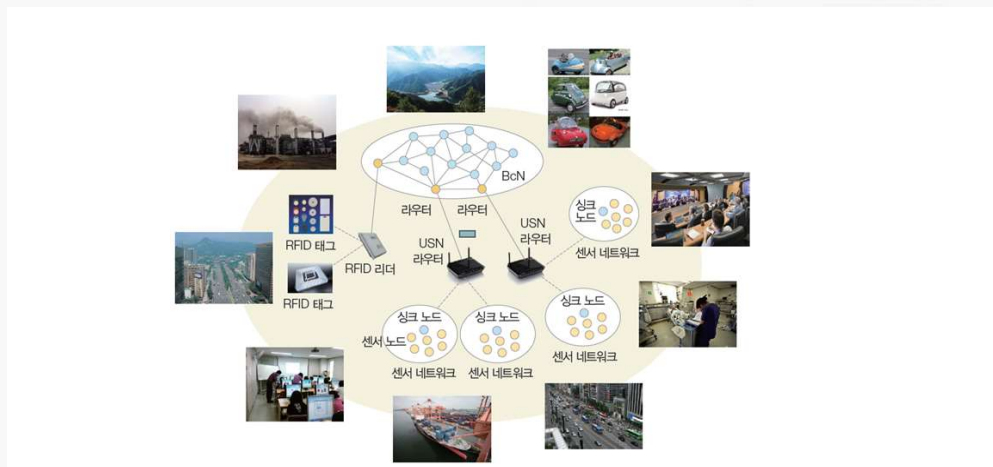 BcN
라우터
라우터
싱크
노드
USN
라우터
센서 네트워크
RFID 태그
USN
라우터
RFID 리더
RFID 태그
싱크 노드
싱크 노드
싱크 노드
센서 노드
센서 네트워크
센서 네트워크
센서 네트워크